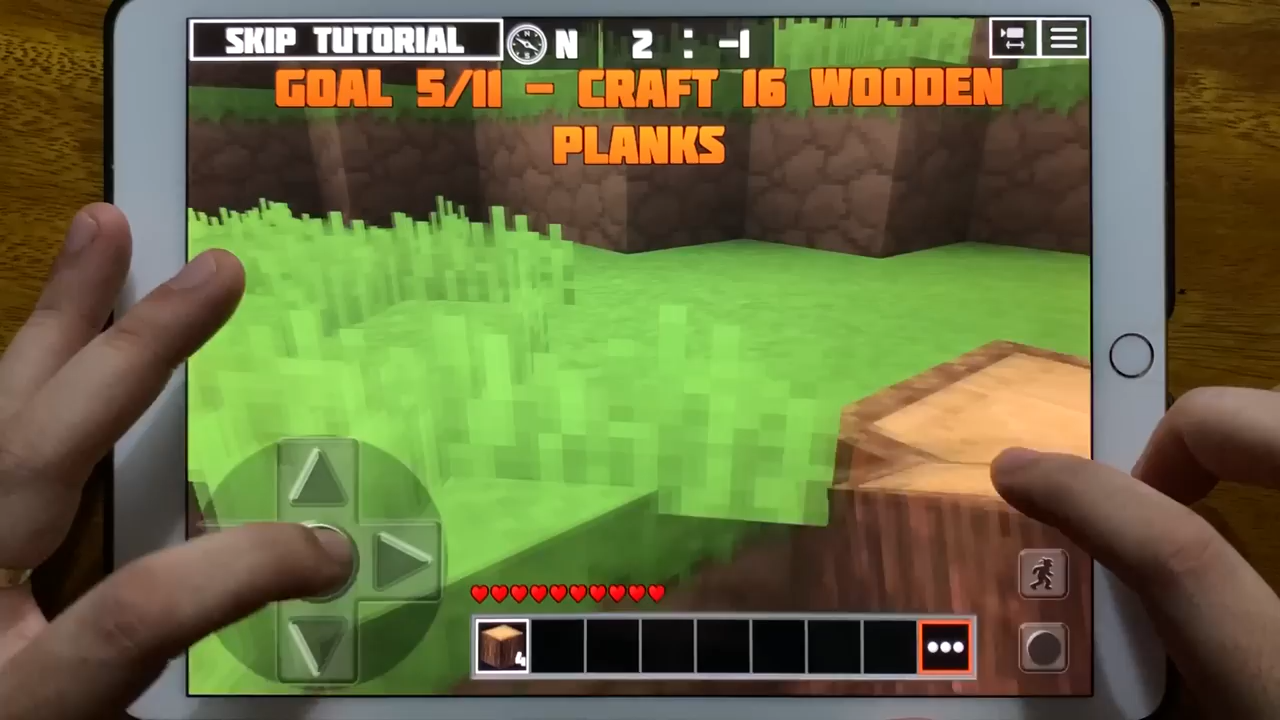 SKIP TUTORIAL
N 2 : -1
GOAL 5/11 - CRAFT 16 WOODEN
PLANKS
4